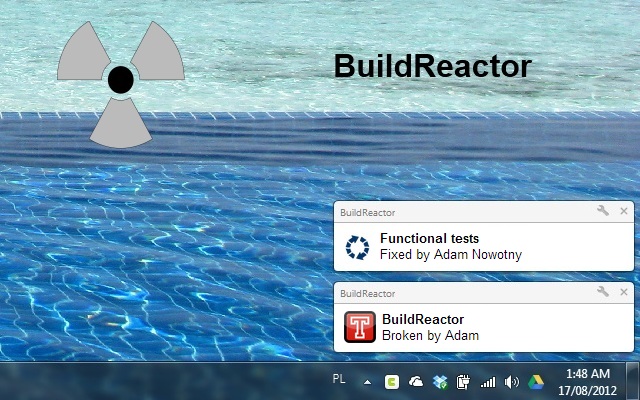 BuildReactor
BuildReactor
Functional tests
Fixed by Adam Nowotny
BuildReactor
T
BuildReactor
Broken by Adam
PL
1:48 AM
17/08/2012